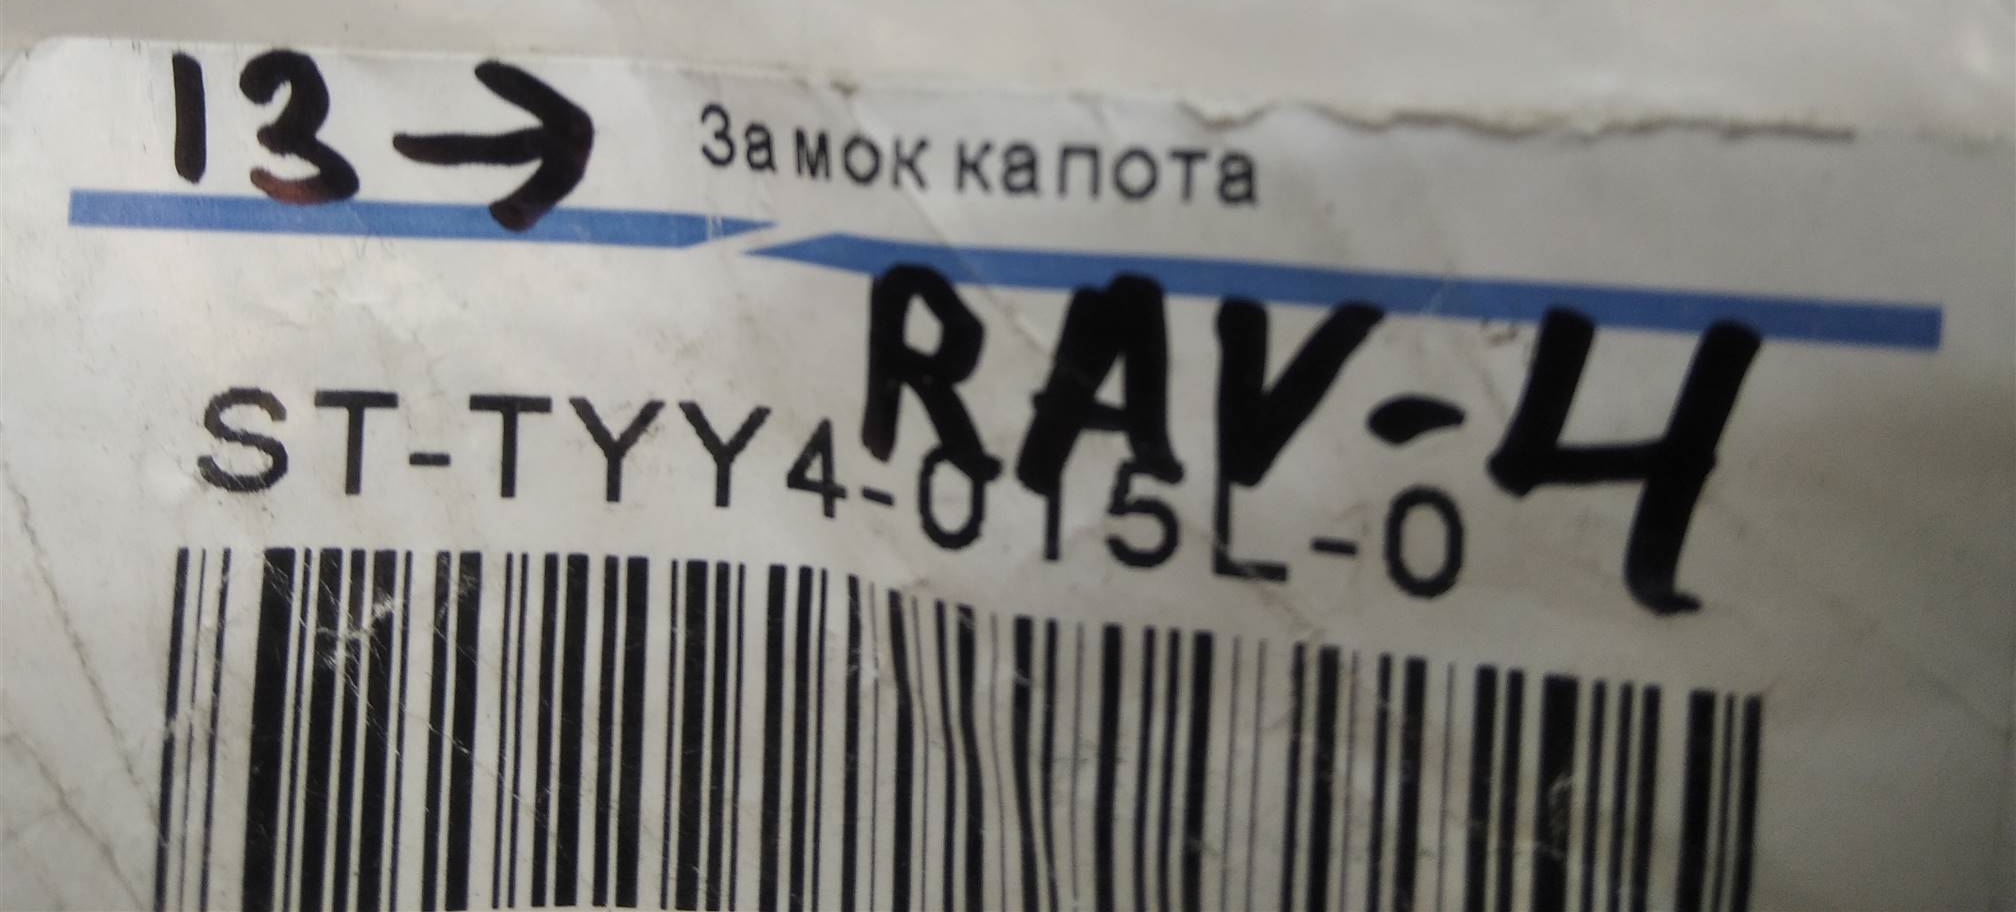 13→ Замок капота
RAV-4
ST-TYY4-015L-0